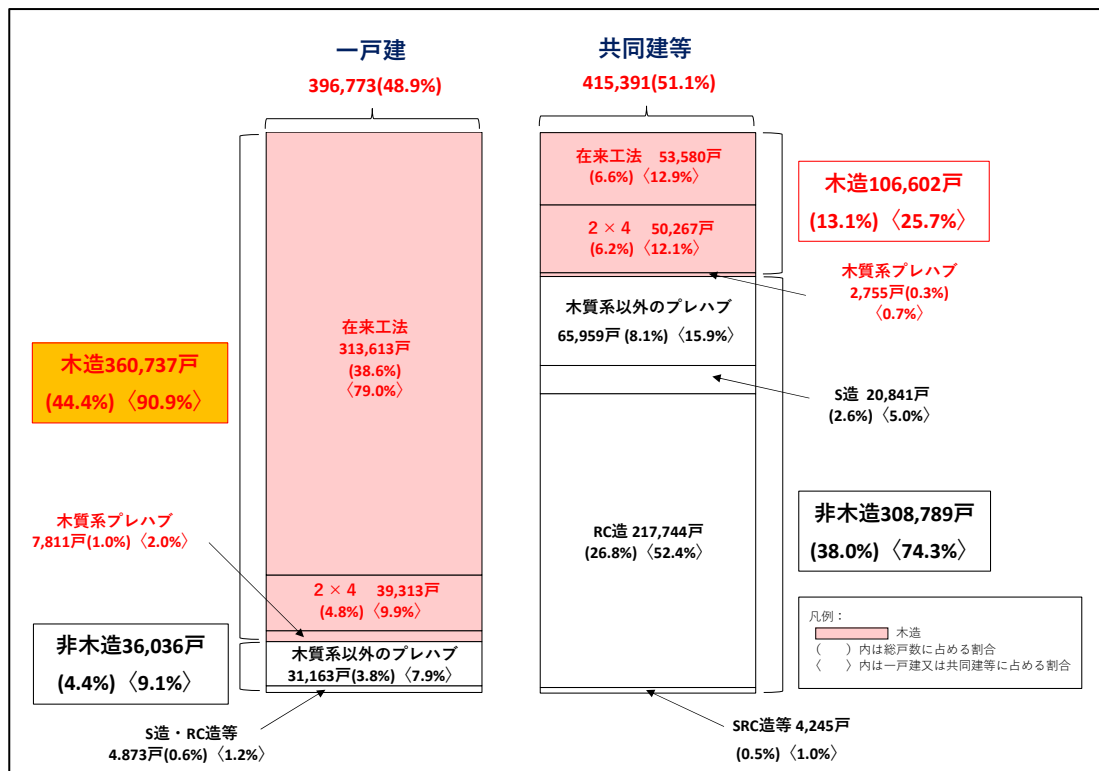 一戸建
396,773(48.9%)
共同建等
415,391(51.1%)
在来工法
313,613戸
(38.6%)
〈79.0%〉
木造360,737戸
(44.4%)〈90.9%〉
木質系プレハブ
7,811戸(1.0%)〈2.0%〉
２×４ 39,313戸
(4.8%)〈9.9%〉
非木造36,036戸
(4.4%)〈9.1%〉
木質系以外のプレハブ
31,163戸(3.8%)〈7.9%〉
S造・RC造等
4.873戸(0.6%)〈1.2%〉
在来工法 53,580戸
(6.6%)〈12.9%〉
２×４ 50,267戸
(6.2%)〈12.1%〉
木造106,602戸
(13.1%)〈25.7%〉
木質系プレハブ
2,755戸(0.3%)
〈0.7%〉
木質系以外のプレハブ
65,959戸 (8.1%)〈15.9%〉
S造 20,841戸
(2.6%)〈5.0%〉
RC造 217,744戸
(26.8%)〈52.4%〉
非木造308,789戸
(38.0%)〈74.3%〉
SRC造等 4,245戸
(0.5%)〈1.0%〉
凡例：
木造
（　　）内は総戸数に占める割合
〈　　〉内は一戸建又は共同建等に占める割合